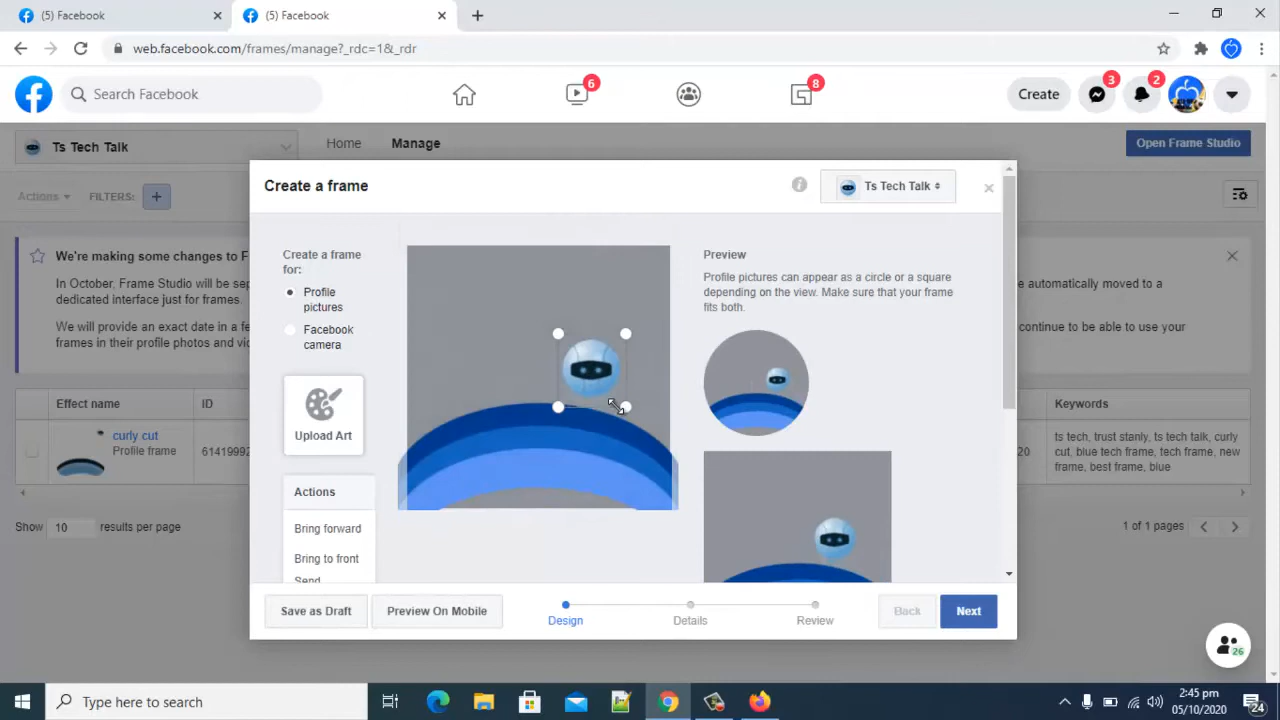 (5) Facebook
(5) Facebook
web.facebook.com/frames/manage?_rdc=1&_rdr
Search Facebook
6
8
Create
3
2
Ts Tech Talk
Home
Manage
Open Frame Studio
Actions
FILTERS:
Create a frame
Ts Tech Talk
We're making some changes to F
In October, Frame Studio will be sep
dedicated interface just for frames.
We will provide an exact date in a fe
frames in their profile photos and vic
e automatically moved to a
continue to be able to use your
Create a frame
for:
Profile
pictures
Facebook
camera
Upload Art
Actions
Bring forward
Bring to front
Send
Preview
Profile pictures can appear as a circle or a square
depending on the view. Make sure that your frame
fits both.
Effect name
ID
Keywords
curly cut
Profile frame
61419992
20
ts tech, trust stanly, ts tech talk, curly
cut, blue tech frame, tech frame, new
frame, best frame, blue
Show
10
results per page
1 of 1 pages
Save as Draft
Preview On Mobile
Design
Details
Review
Back
Next
26
Type here to search
2:45 pm
05/10/2020
24